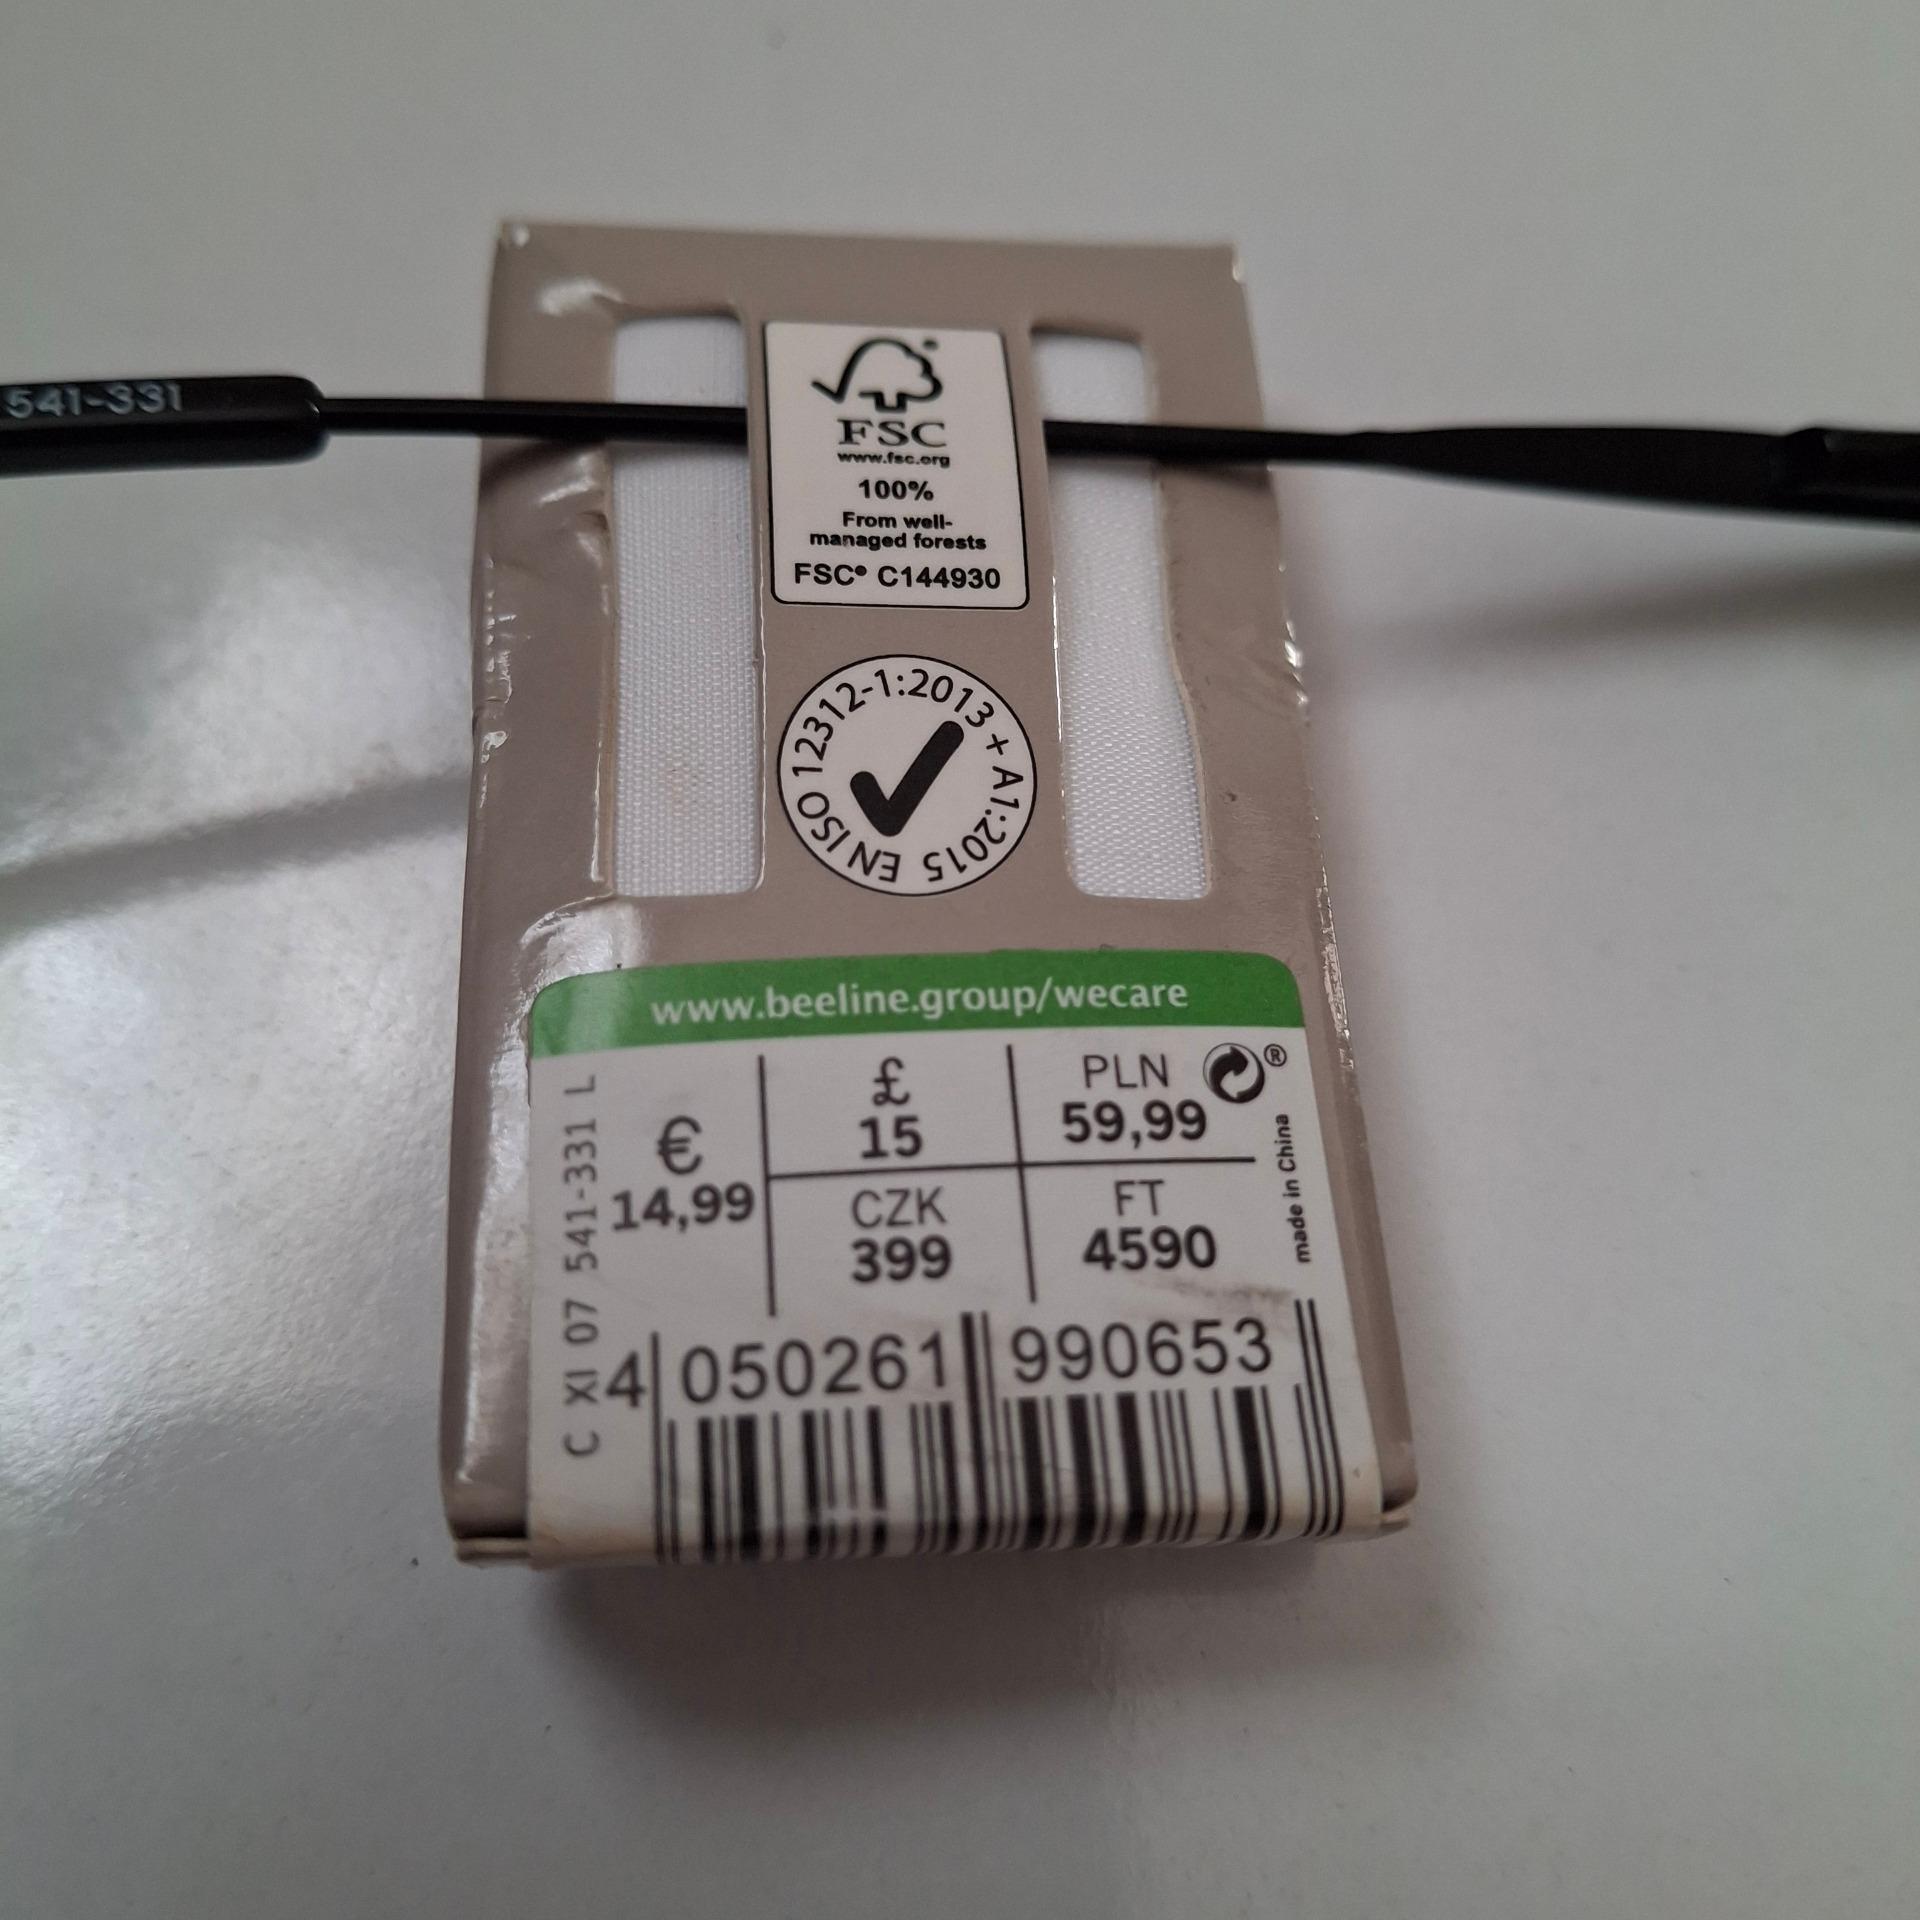 541-331
FSC
www.fsc.org
100%
From well-
managed forests
FSC® C144930
EN ISO 12312-1:2013 + A1:2015
www.beeline.group/wecare
C XI 07 541-331 L
€
14,99
£
15
PLN
59,99
®
CZK
399
FT
4590
made in China
4 050261 990653